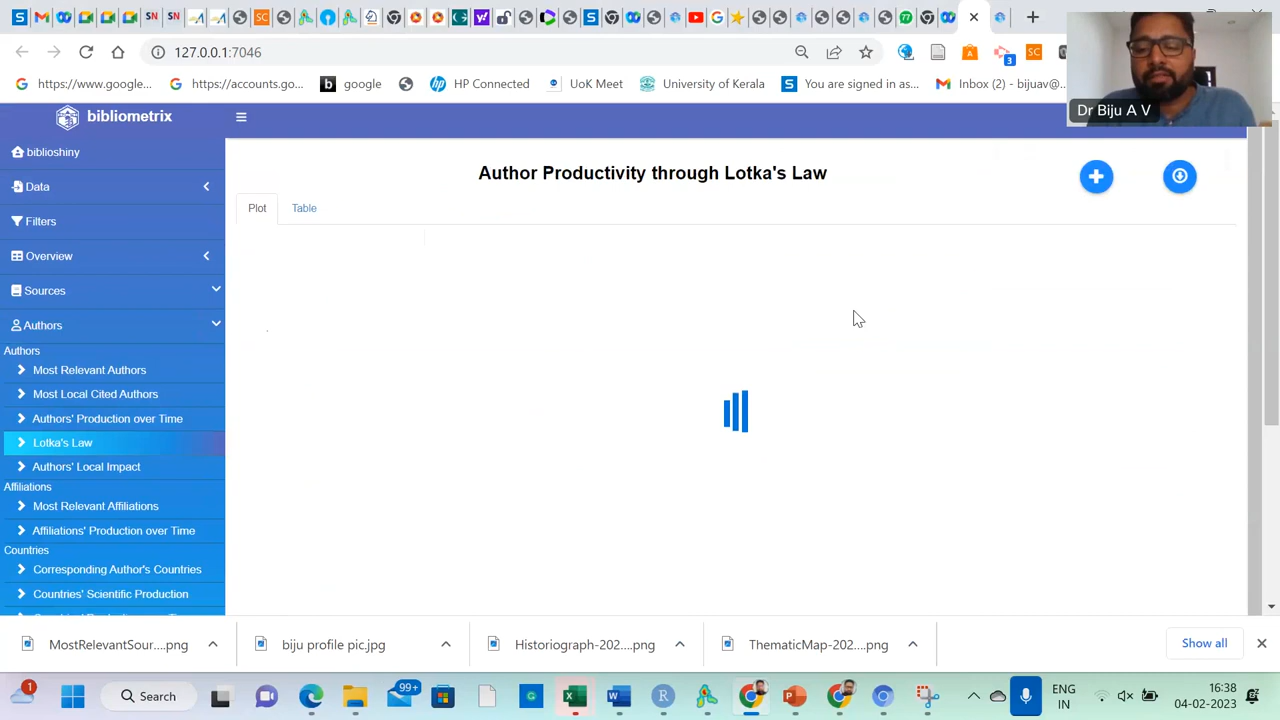 127.0.0.1:7046
3
https://www.google...
https://accounts.go...
google
HP Connected
UoK Meet
University of Kerala
You are signed in as...
Inbox (2) - bijuav@...
Dr Biju A V
bibliometrix
biblioshiny
Data
Filters
Overview
Sources
Authors
Authors
Most Relevant Authors
Most Local Cited Authors
Authors' Production over Time
Lotka's Law
Authors' Local Impact
Affiliations
Most Relevant Affiliations
Affiliations' Production over Time
Countries
Corresponding Author's Countries
Countries' Scientific Production
Author Productivity through Lotka's Law
Plot
Table
MostRelevantSour....png
biju profile pic.jpg
Historiograph-202....png
ThematicMap-202....png
Show all
1
Search
99+
ENG
IN
16:38
04-02-2023